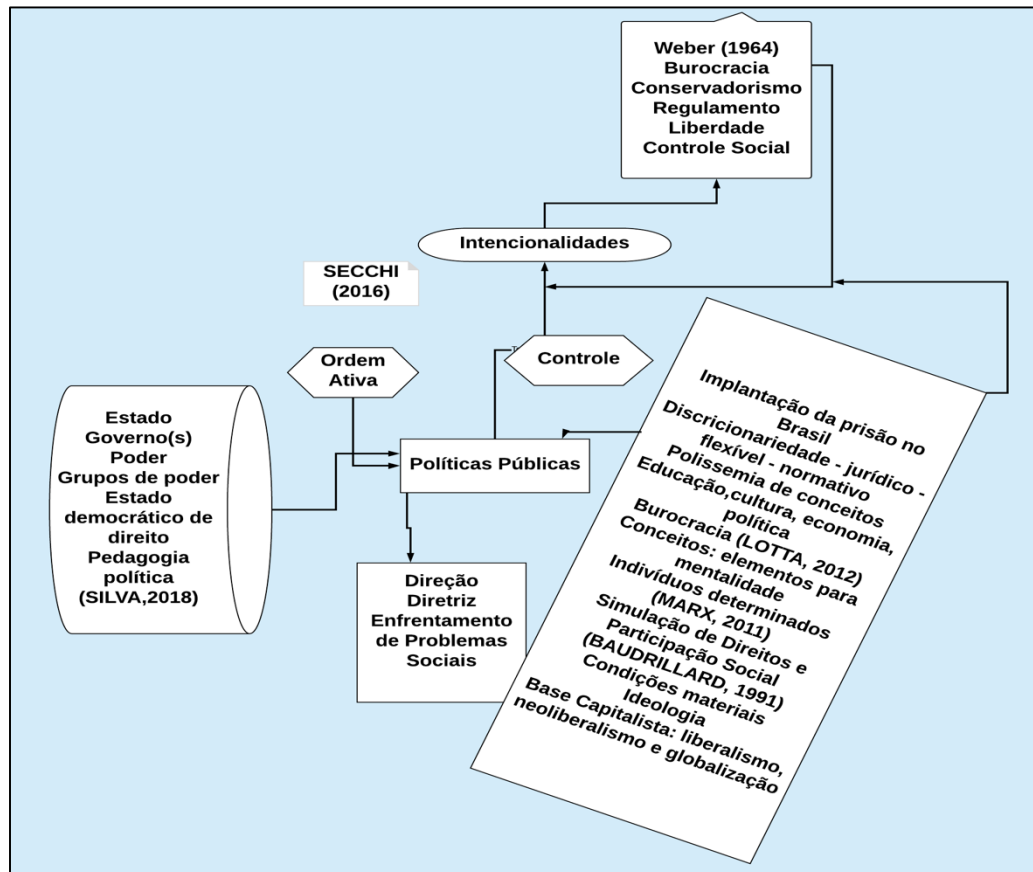 Weber (1964)
Burocracia
Conservadorismo
Regulamento
Liberdade
Controle Social
Intencionalidades
SECCHI
(2016)
Controle
Ordem
Ativa
Estado
Governo(s)
Poder
Grupos de poder
Estado
democrático de
direito
Pedagogia
política
(SILVA,2018)
Políticas Públicas
Direção
Diretriz
Enfrentamento
de Problemas
Sociais
Implantação da prisão no
Brasil
Discricionariedade - jurídico -
flexível - normativo
Polissemia de conceitos
Educação,cultura, economia,
política
Burocracia (LOTTA, 2012)
Conceitos: elementos para
mentalidade
Indivíduos determinados
(MARX, 2011)
Simulação de Direitos e
Participação Social
(BAUDRILLARD, 1991)
Condições materiais
Ideologia
Base Capitalista: liberalismo,
neoliberalismo e globalização